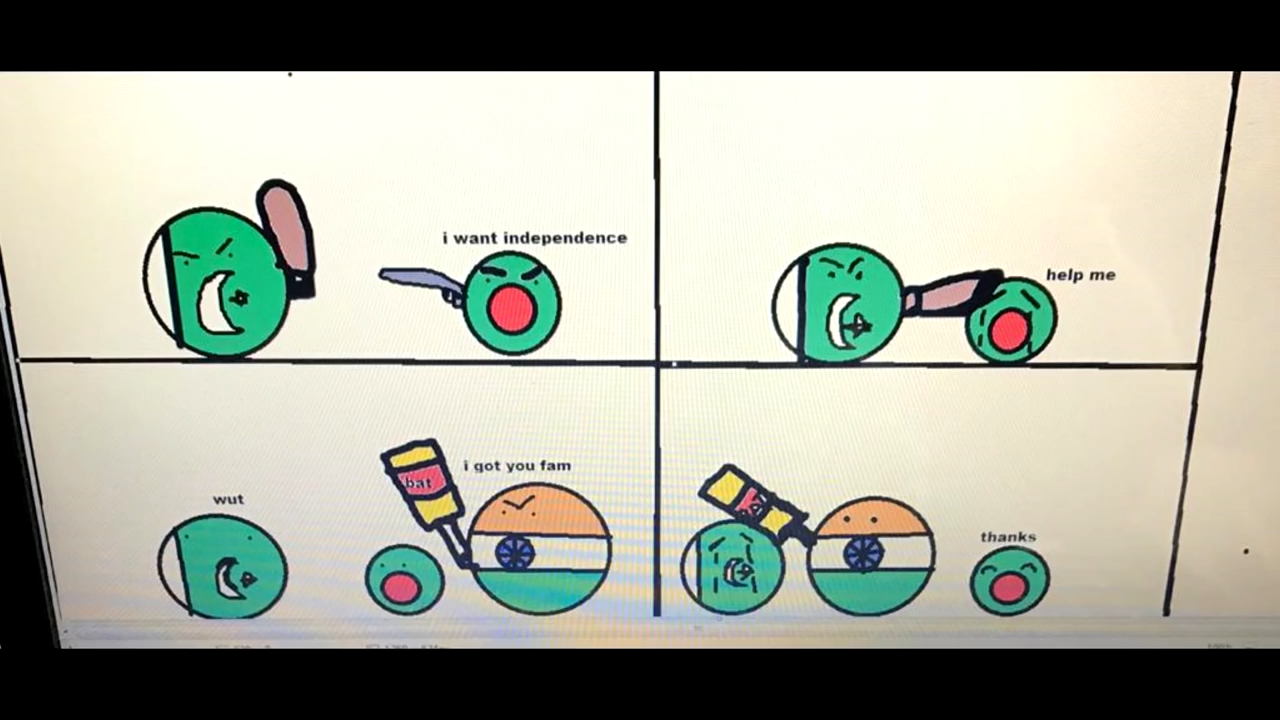 i want independence
help me
i got you fam
bat
wut
thanks